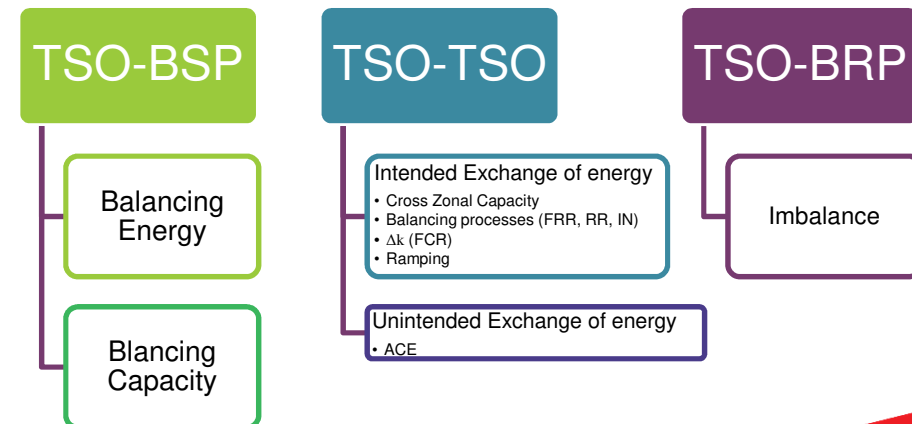 TSO-BSP
Balancing
Energy
Blancing
Capacity
TSO-TSO
Intended Exchange of energy
• Cross Zonal Capacity
• Balancing processes (FRR, RR, IN)
• Δk (FCR)
• Ramping
Unintended Exchange of energy
• ACE
TSO-BRP
Imbalance